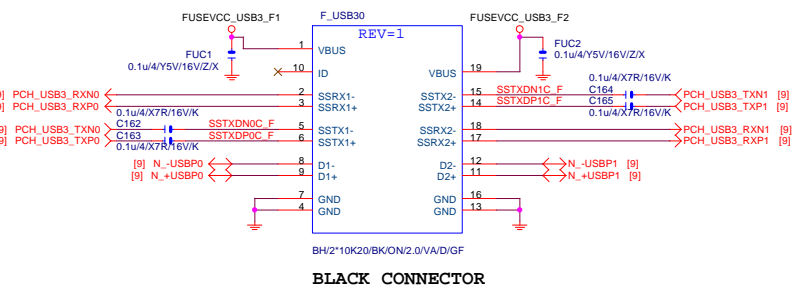 FUSEVCC_USB3_F1 F_USB30 FUSEVCC_USB3_F2
REV=1
FUC1
0.1u/4/Y5V/16V/Z/X
FUC2
0.1u/4/Y5V/16V/Z/X
1 VBUS
10 ID
VBUS 19
[9] PCH_USB3_RXN0 2 SSRX1-
[9] PCH_USB3_RXP0 3 SSRX1+
0.1u/4/X7R/16V/K
[9] PCH_USB3_TXN0 C162 SSTXDN0C_F 5 SSTX1-
[9] PCH_USB3_TXP0 C163 SSTXDP0C_F 6 SSTX1+
0.1u/4/X7R/16V/K
0.1u/4/X7R/16V/K
SSTX2- 15 SSTXDN1C_F C164 PCH_USB3_TXN1 [9]
SSTX2+ 14 SSTXDP1C_F C165 PCH_USB3_TXP1 [9]
0.1u/4/X7R/16V/K
SSRX2- 18 PCH_USB3_RXN1 [9]
SSRX2+ 17 PCH_USB3_RXP1 [9]
[9] N_-USBP0 8 D1-
[9] N_+USBP0 9 D1+
D2- 12 N_-USBP1 [9]
D2+ 11 N_+USBP1 [9]
7 GND
4 GND
GND 16
GND 13
BH/2*10K20/BK/ON/2.0/VA/D/GF
BLACK CONNECTOR